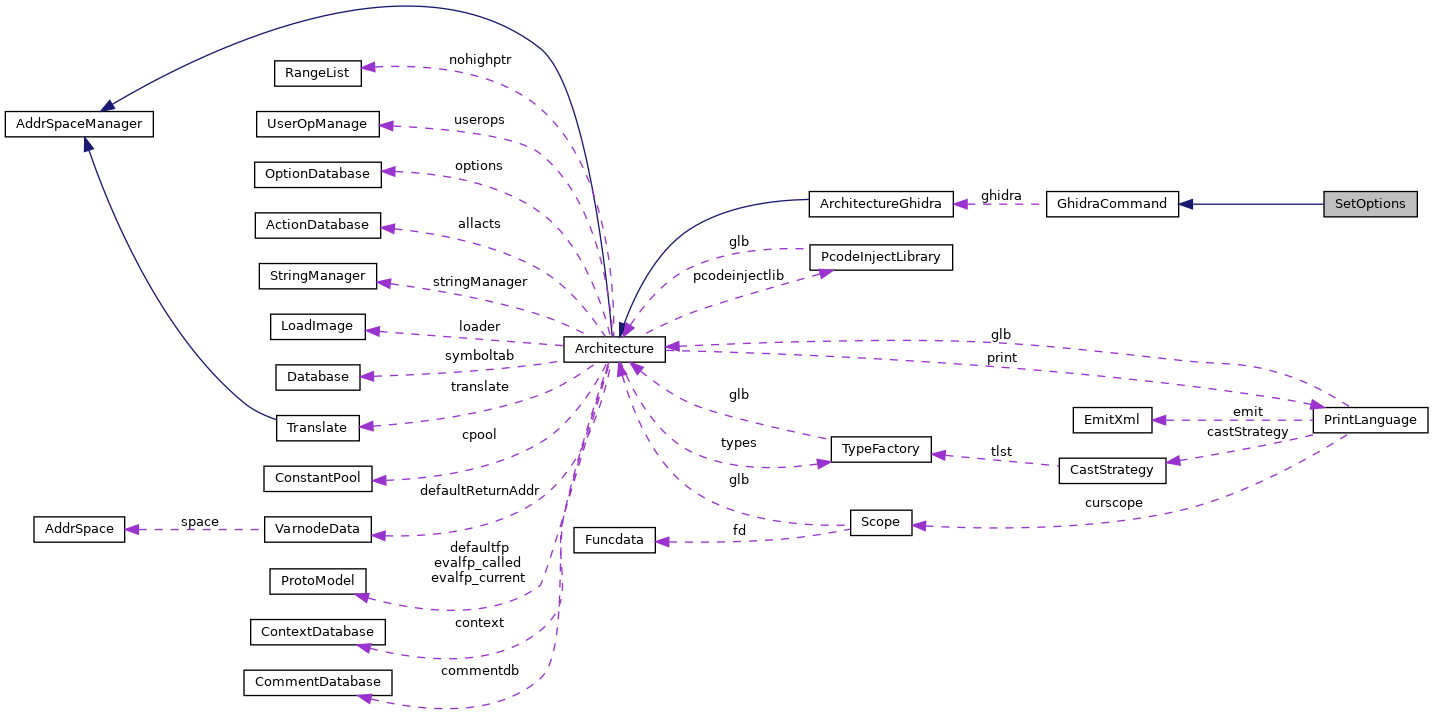 nohighptr
RangeList
AddrSpaceManager
UserOpManage
userops
OptionDatabase
options
ActionDatabase
allacts
StringManager
stringManager
LoadImage
loader
Database
symboltab
translate
Translate
cpool
ConstantPool
defaultReturnAddr
AddrSpace
space
VarnodeData
defaultfp
evalfp_called
evalfp_current
ProtoModel
context
ContextDatabase
commentdb
CommentDatabase
Architecture
ArchitectureGhidra
ghidra
GhidraCommand
SetOptions
glb
PcodeInjectLibrary
pcodeinjectlib
glb
print
glb
types
TypeFactory
tlst
EmitXml
emit
castStrategy
CastStrategy
PrintLanguage
glb
curscope
Scope
fd
Funcdata